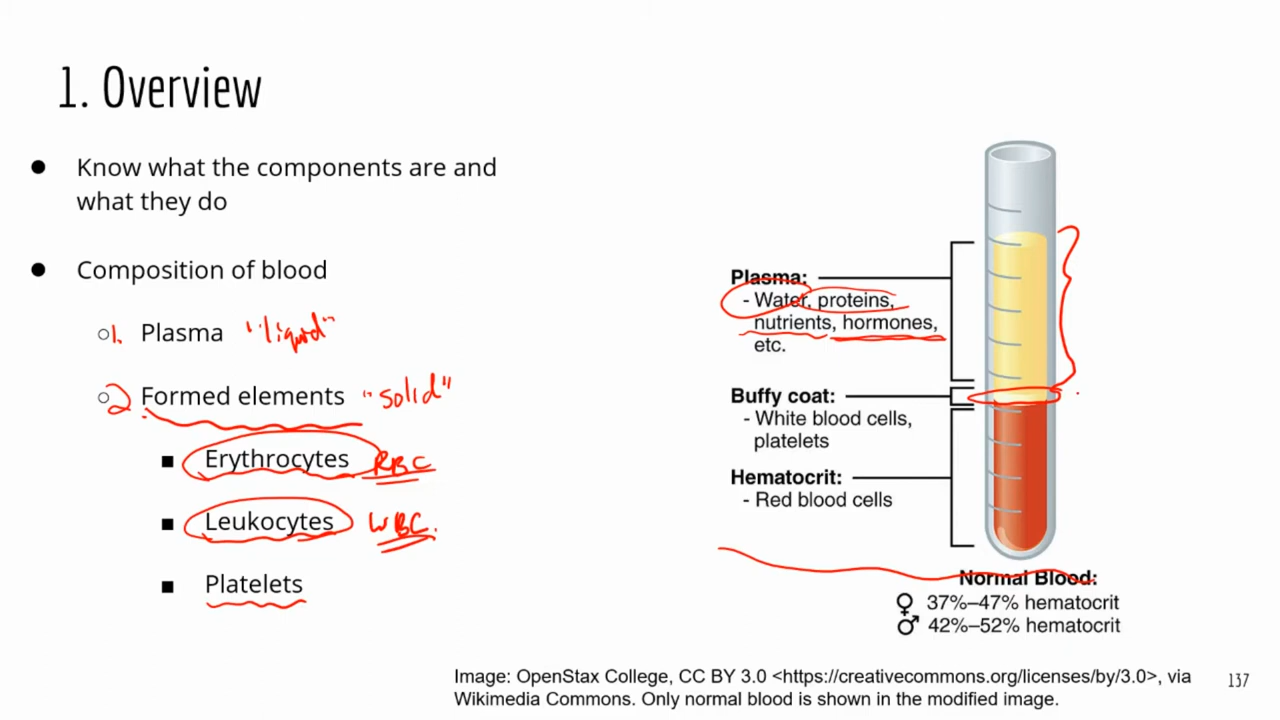 1. Overview
● Know what the components are and
what they do
● Composition of blood
○1. Plasma "liquid"
○2 Formed elements "solid"
■ Erythrocytes RBC
■ Leukocytes WBC.
■ Platelets
Plasma:
- Water, proteins,
nutrients, hormones,
etc.
Buffy coat:
- White blood cells,
platelets
Hematocrit:
- Red blood cells
Normal Blood:
♀ 37%–47% hematocrit
♂ 42%–52% hematocrit
Image: OpenStax College, CC BY 3.0 <https://creativecommons.org/licenses/by/3.0>, via
Wikimedia Commons. Only normal blood is shown in the modified image.
137